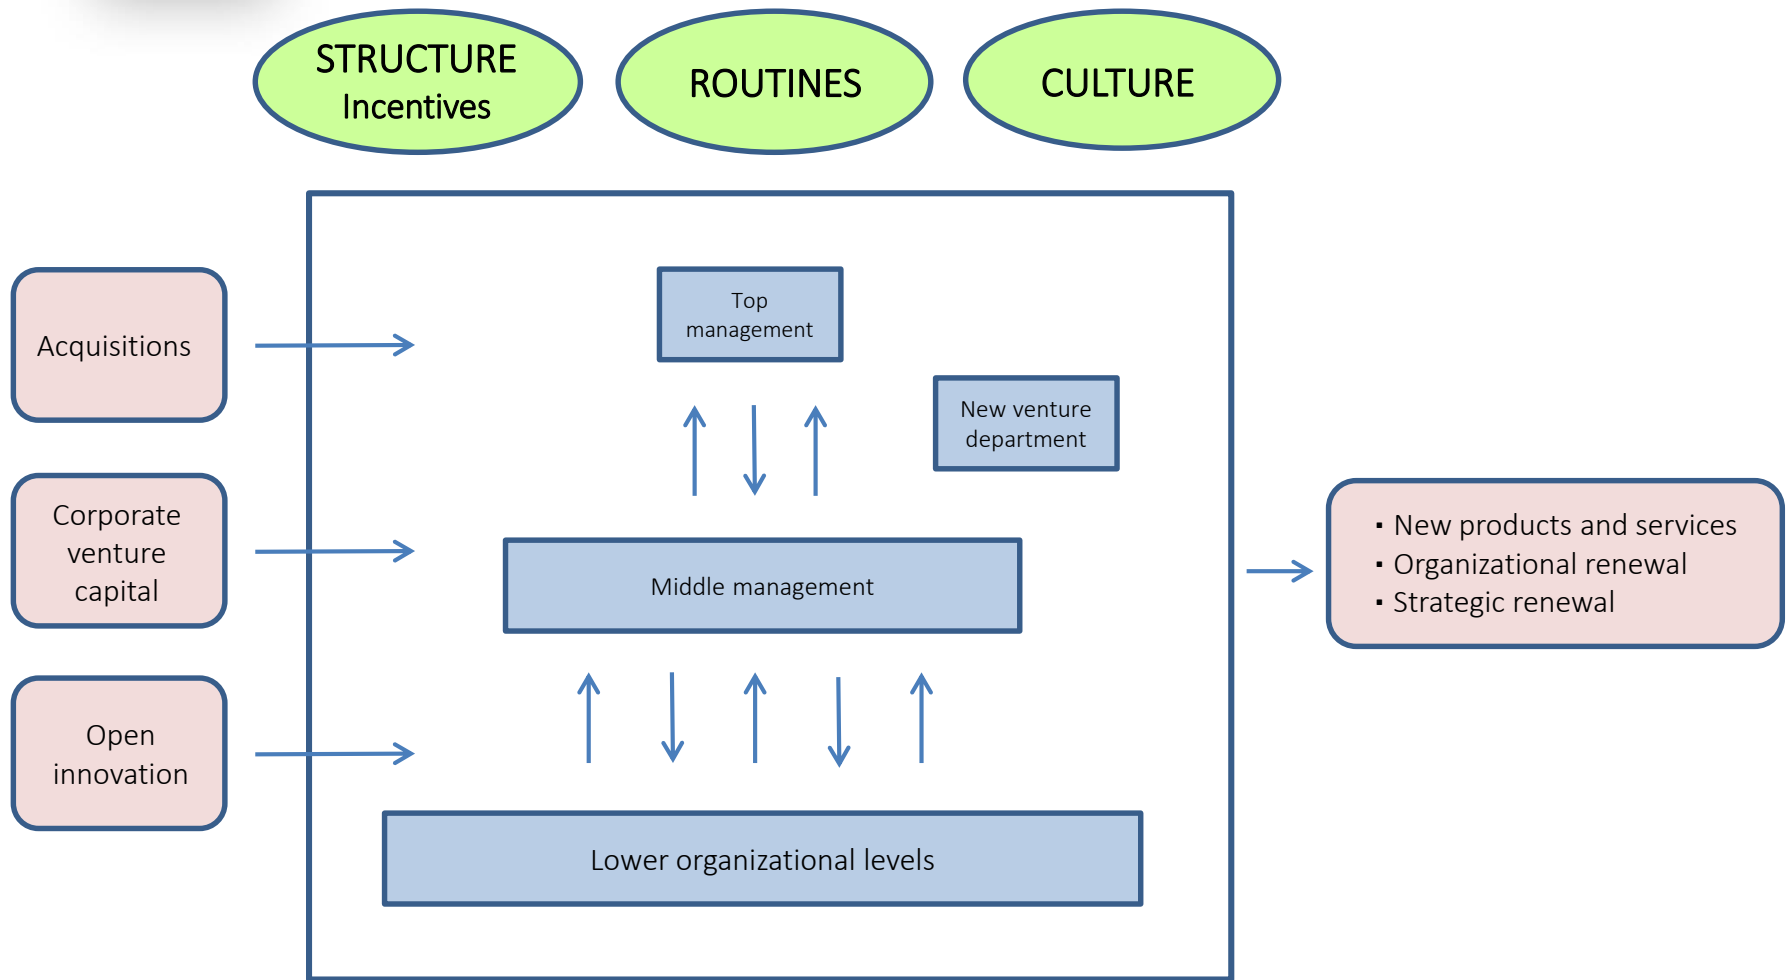 STRUCTURE
Incentives
ROUTINES
CULTURE
Acquisitions
Corporate
venture
capital
Open
innovation
Top
management
New venture
department
Middle management
Lower organizational levels
▪ New products and services
▪ Organizational renewal
▪ Strategic renewal